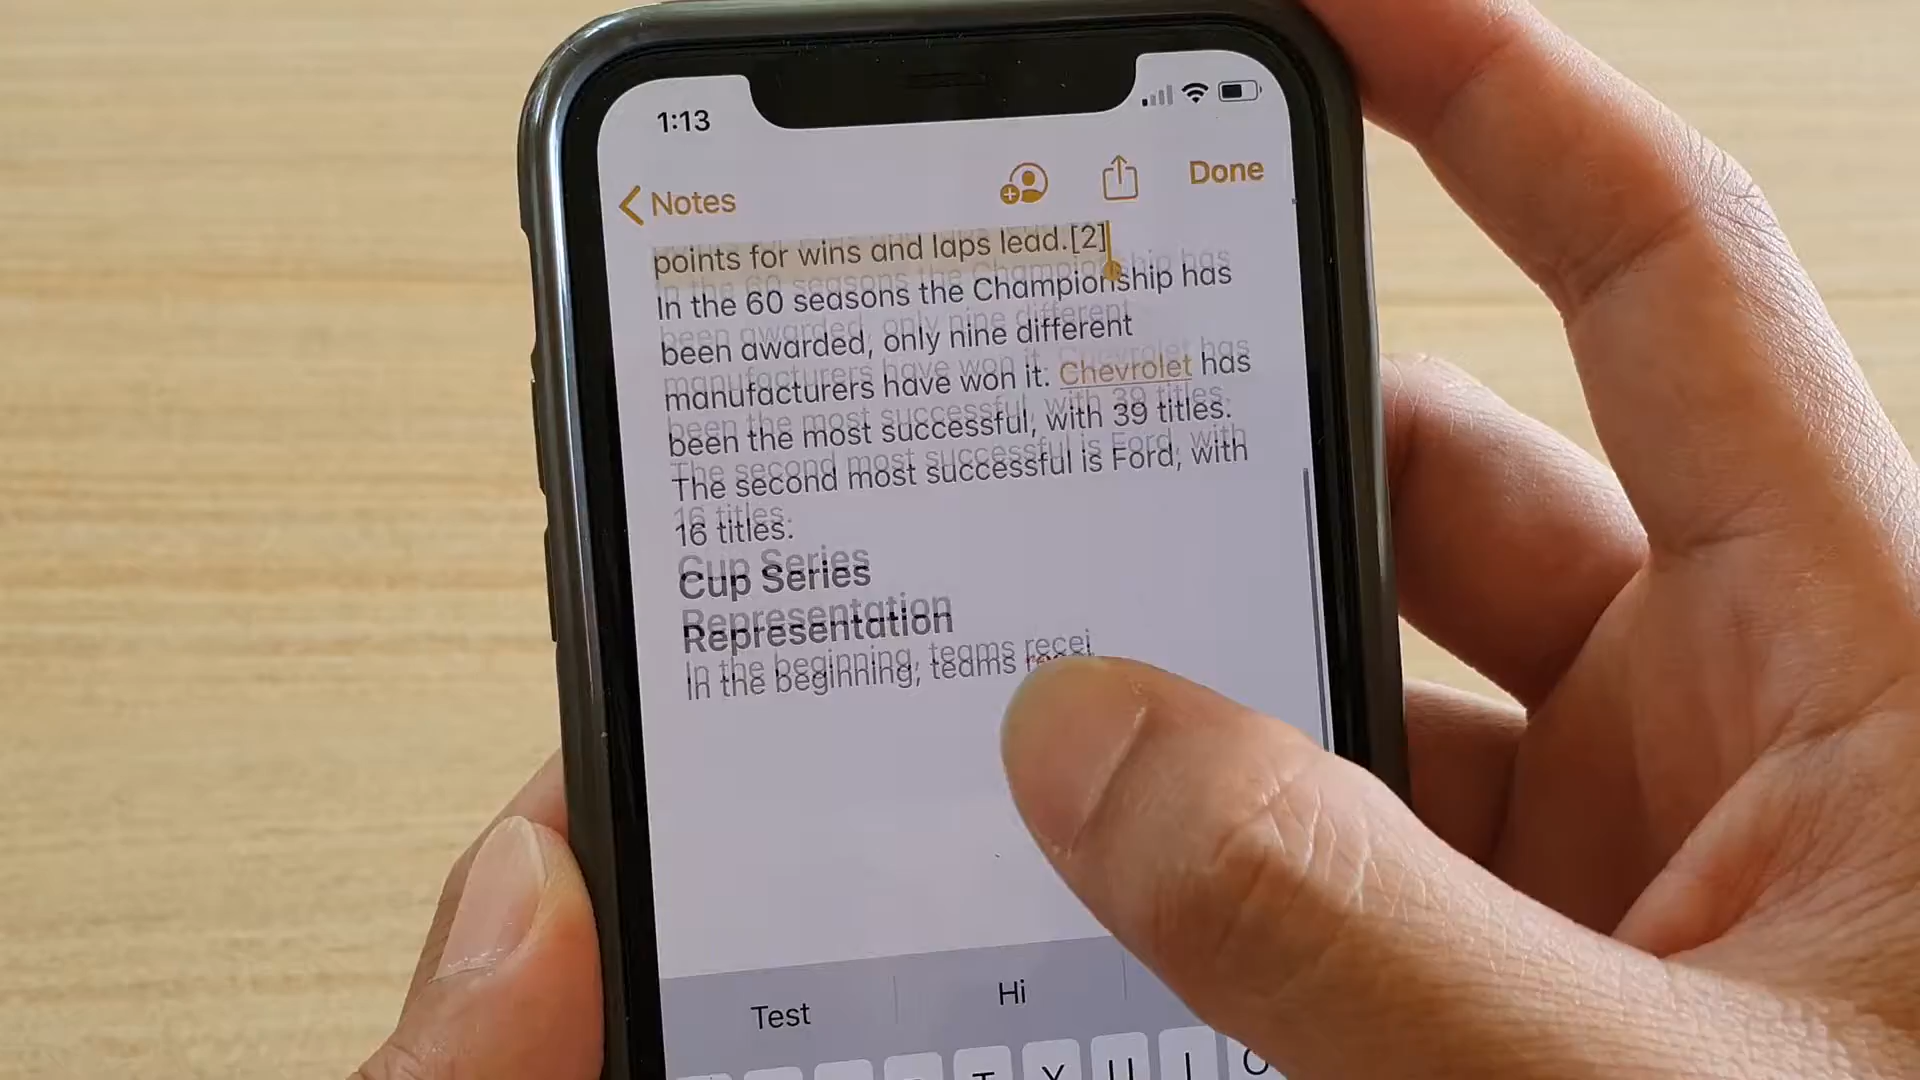 1:13
Notes
Done
points for wins and laps lead.[2]
In the 60 seasons the Championship has
been awarded, only nine different
manufacturers have won it. Chevrolet has
been the most successful, with 39 titles.
The second most successful is Ford, with
16 titles.
Cup Series
Representation
In the beginning, teams
Test
Hi
T Y U I O